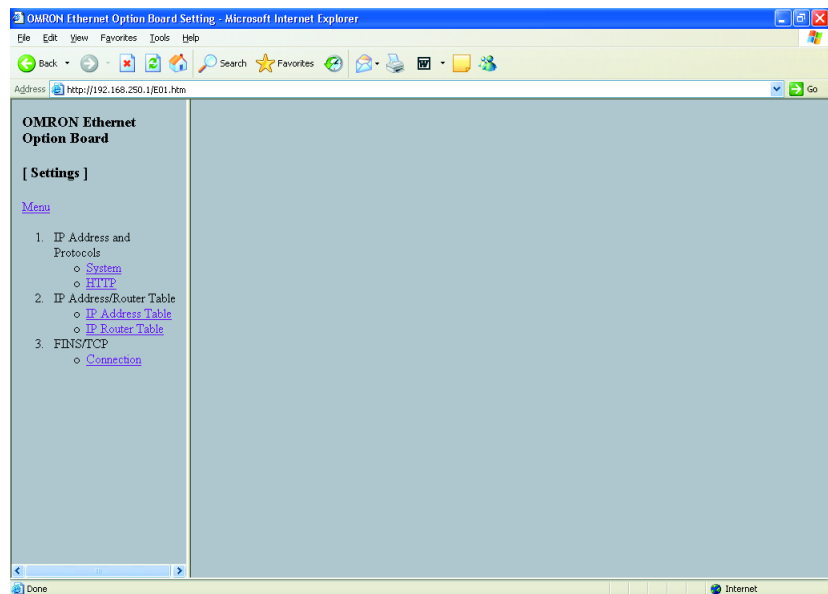 OMRON Ethernet Option Board Setting - Microsoft Internet Explorer
File Edit View Favorites Tools Help
Back Search Favorites
Address http://192.168.250.1/E01.htm Go
OMRON Ethernet
Option Board
[ Settings ]
Menu
1. IP Address and
Protocols
System
HTTP
2. IP Address/Router Table
IP Address Table
IP Router Table
3. FINS/TCP
Connection
Done Internet